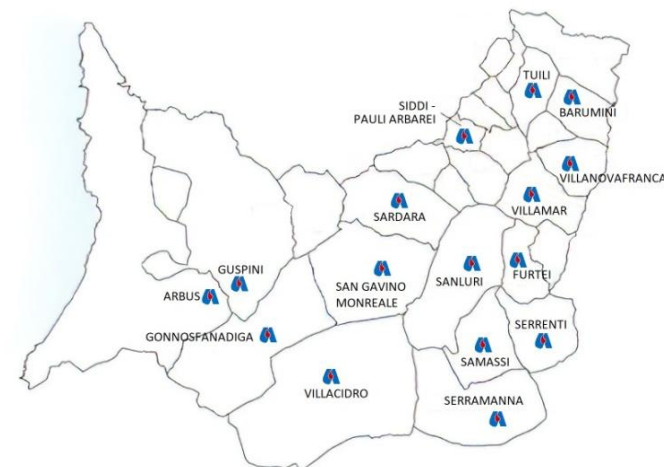 TUILI
SIDDI -
PAULI ARBAREI
BARUMINI
VILLANOVAFRANCA
SARDARA
VILLAMAR
GUSPINI
SAN GAVINO
MONREALE
SANLURI
FURTEI
ARBUS
GONNOSFANADIGA
SERRENTI
SAMASSI
VILLACIDRO
SERRAMANNA